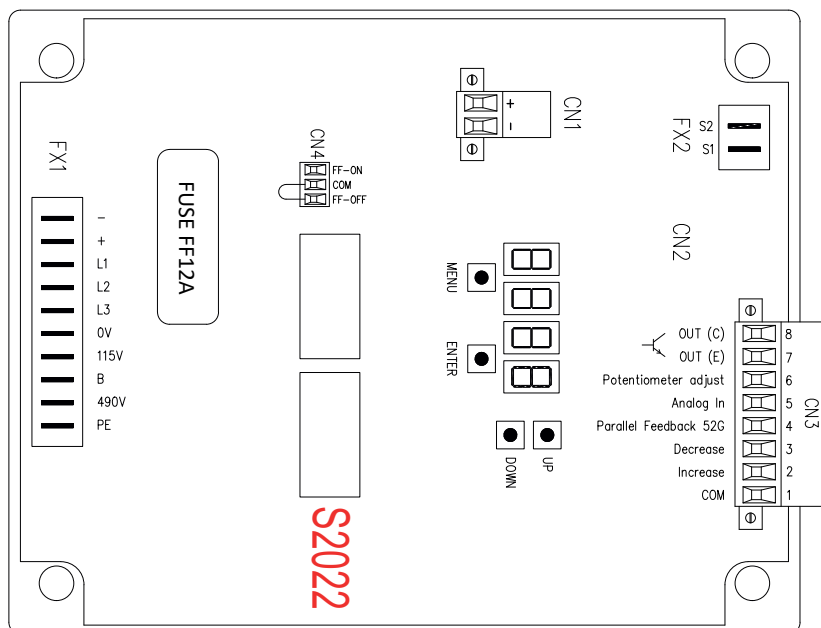 FX1
-
+
L1
L2
L3
0V
115V
B
490V
PE
FUSE FF12A
CN4
FF-ON
COM
FF-OFF
S2022
CN1
+
-
MENU
ENTER
DOWN
UP
FX2
S2
S1
CN2
CN3
OUT (C) 8
OUT (E) 7
Potentiometer adjust 6
Analog In 5
Parallel Feedback 52G 4
Decrease 3
Increase 2
COM 1